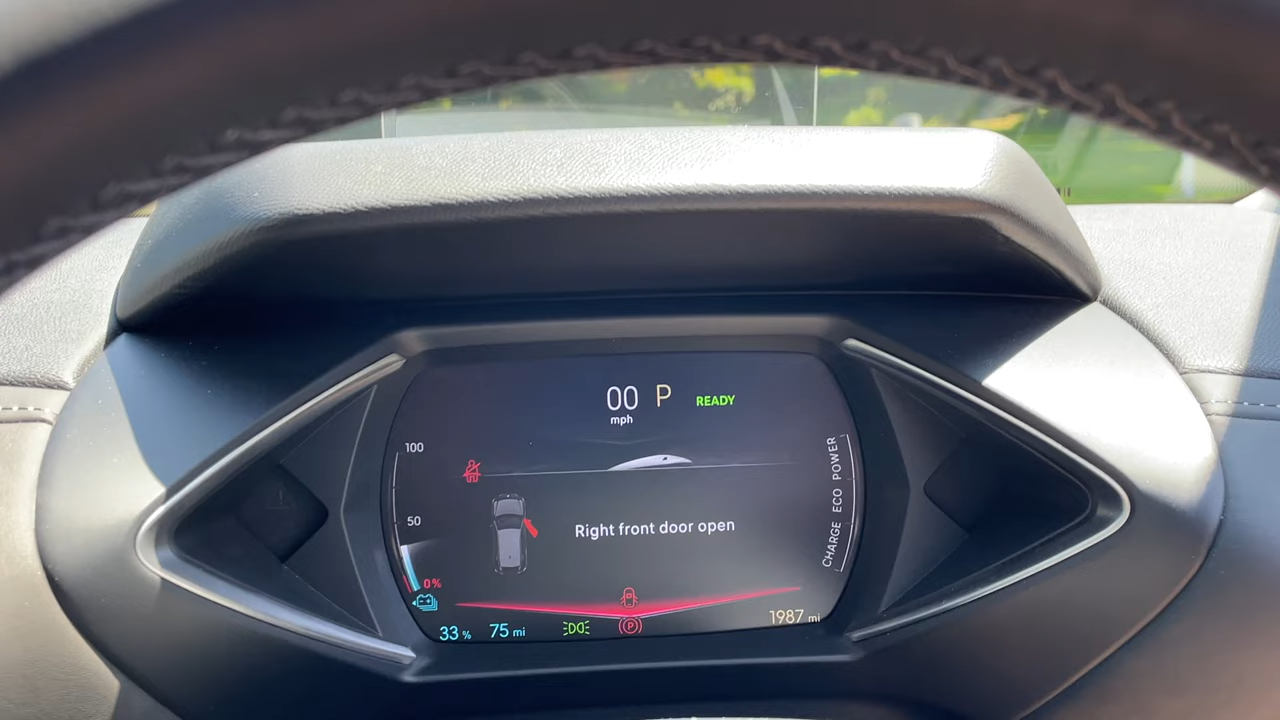 00 P READY
mph
100
50
0%
Right front door open
CHARGE ECO POWER
33 % 75 mi
P
1987 mi